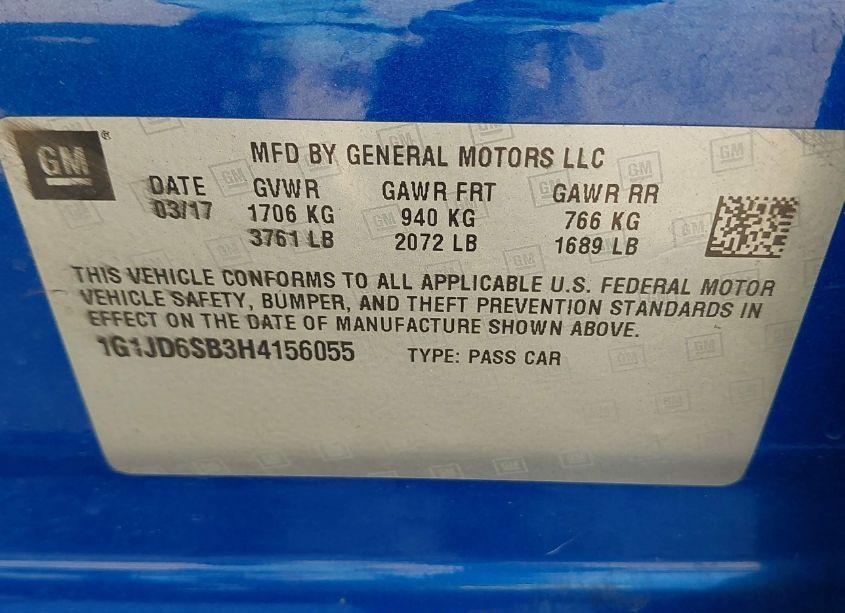 GM
MFD BY GENERAL MOTORS LLC
DATE GVWR GAWR FRT GAWR RR
03/17 1706 KG 940 KG 766 KG
3761 LB 2072 LB 1689 LB
THIS VEHICLE CONFORMS TO ALL APPLICABLE U.S. FEDERAL MOTOR
VEHICLE SAFETY, BUMPER, AND THEFT PREVENTION STANDARDS IN
EFFECT ON THE DATE OF MANUFACTURE SHOWN ABOVE.
1G1JD6SB3H4156055 TYPE: PASS CAR